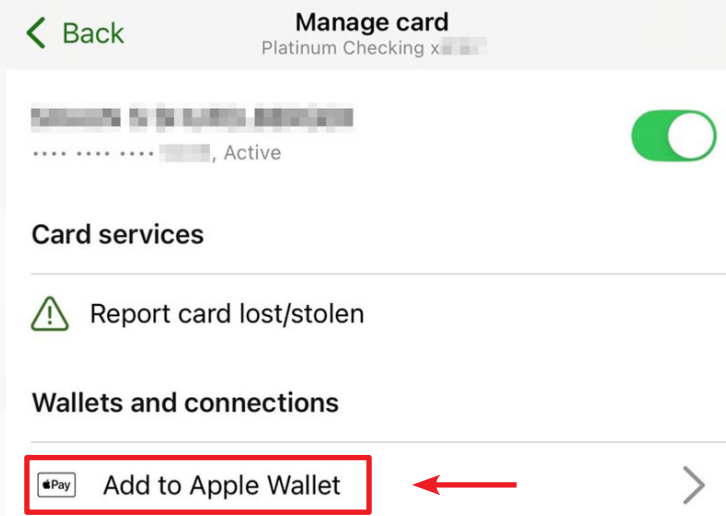 Back
Manage card
Platinum Checking x
.... .... .... , Active
Card services
Report card lost/stolen
Wallets and connections
Pay
Add to Apple Wallet